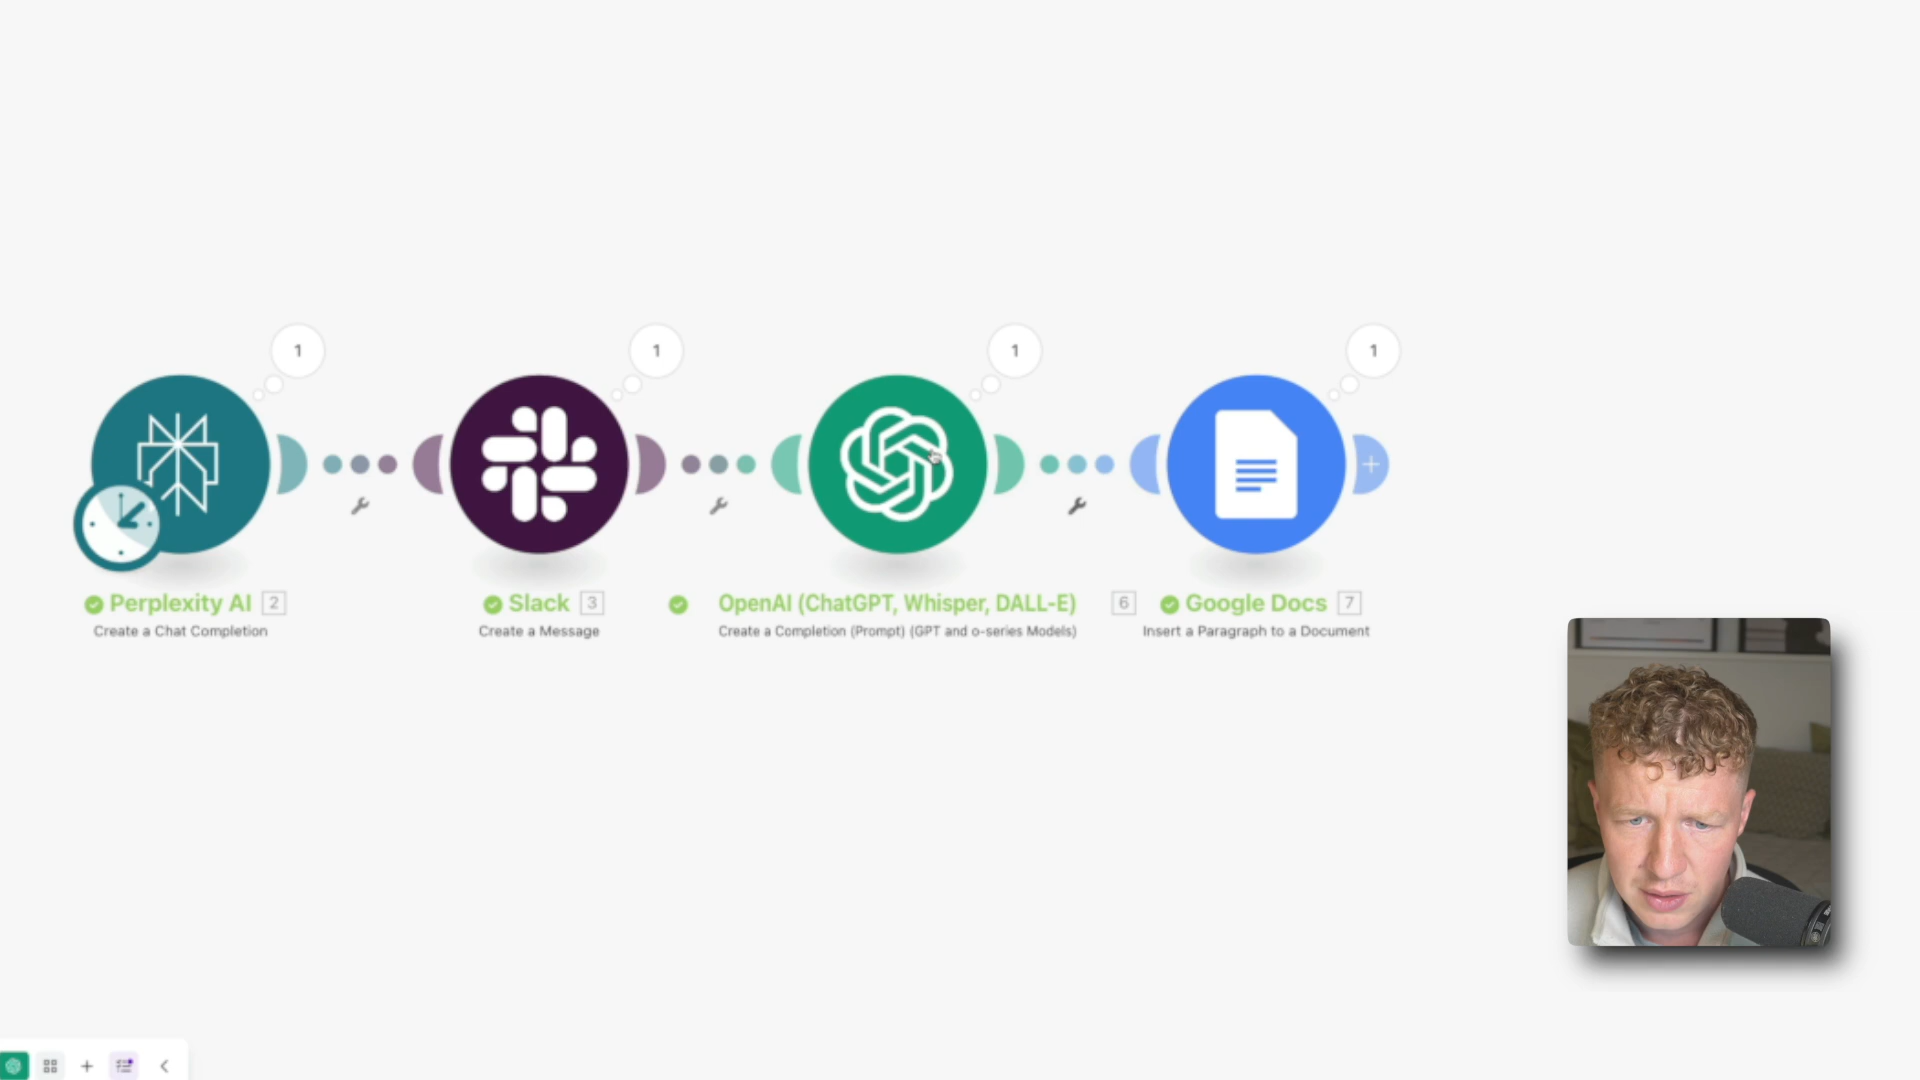 1
1
1
1
Perplexity AI 2
Create a Chat Completion
Slack 3
Create a Message
OpenAI (ChatGPT, Whisper, DALL-E) 6
Create a Completion (Prompt) (GPT and o-series Models)
Google Docs 7
Insert a Paragraph to a Document